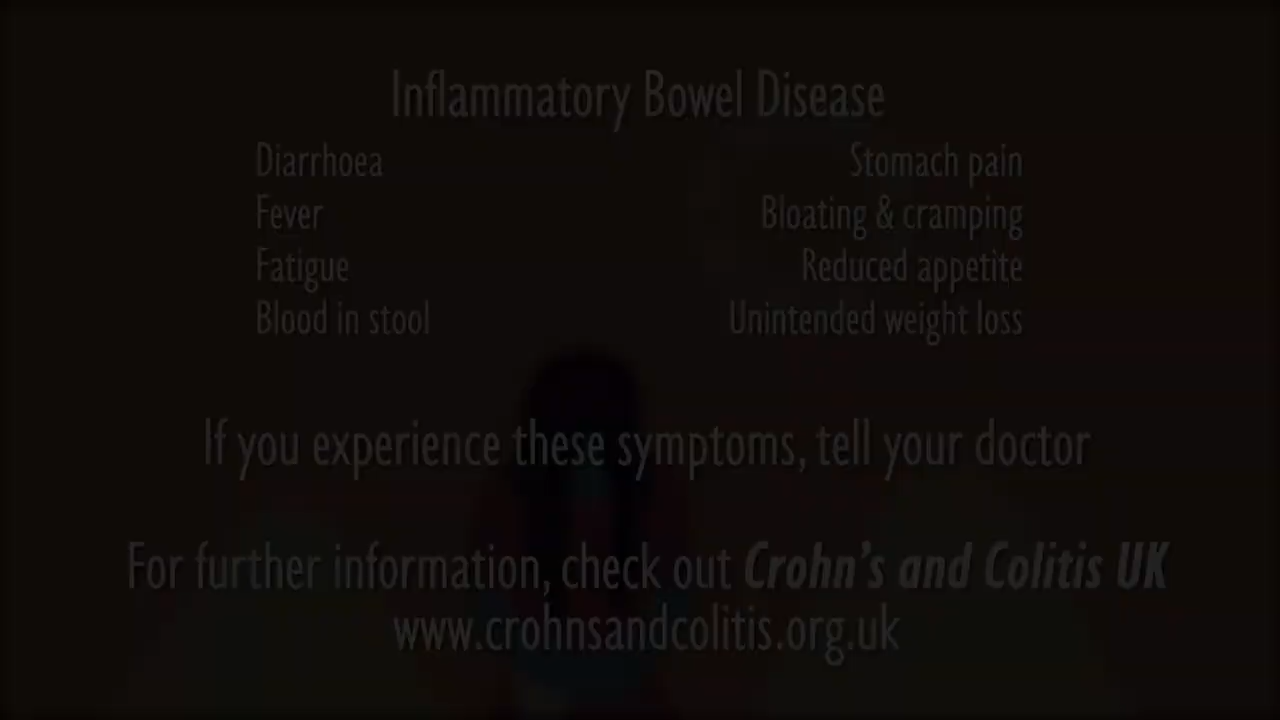 Inflammatory Bowel Disease
Diarrhoea Stomach pain
Fever Bloating & cramping
Fatigue Reduced appetite
Blood in stool Unintended weight loss
If you experience these symptoms, tell your doctor
For further information, check out Crohn's and Colitis UK
www.crohnsandcolitis.org.uk